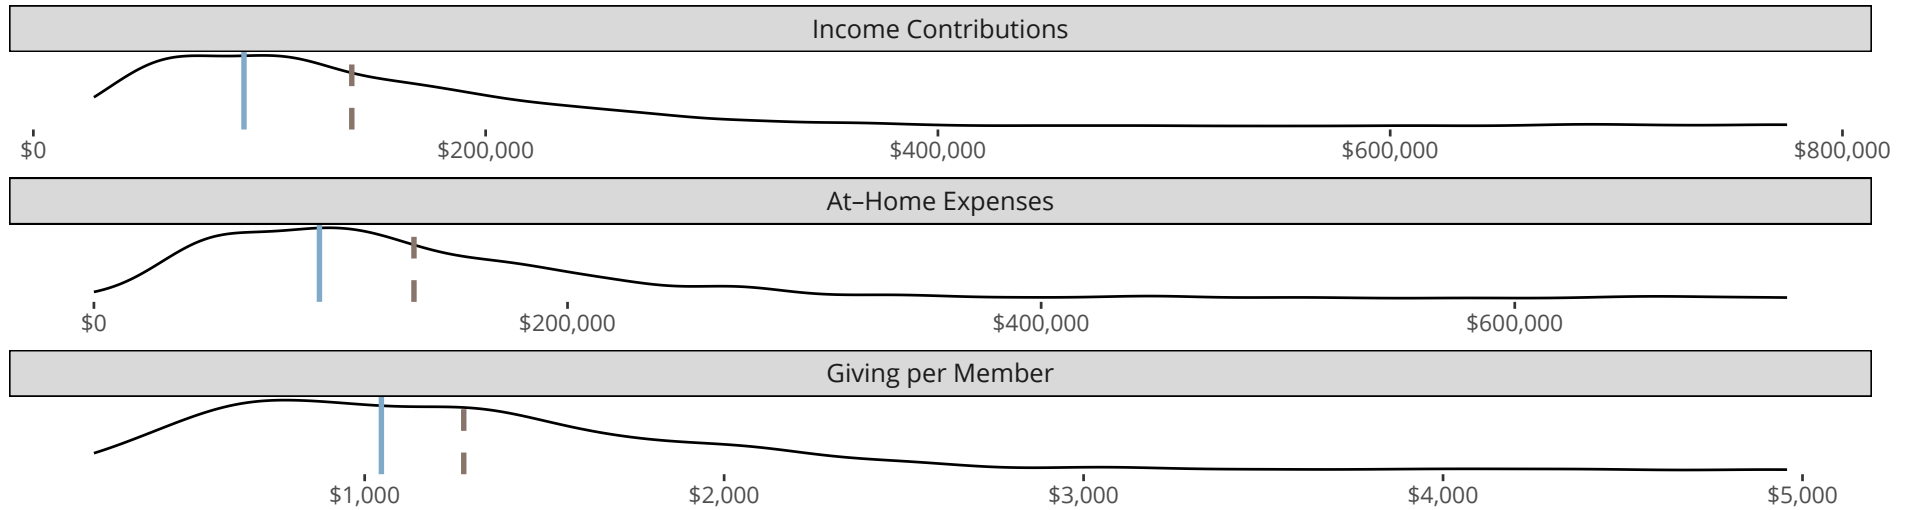 Income Contributions
$0 $200,000 $400,000 $600,000 $800,000
At–Home Expenses
$0 $200,000 $400,000 $600,000
Giving per Member
$1,000 $2,000 $3,000 $4,000 $5,000